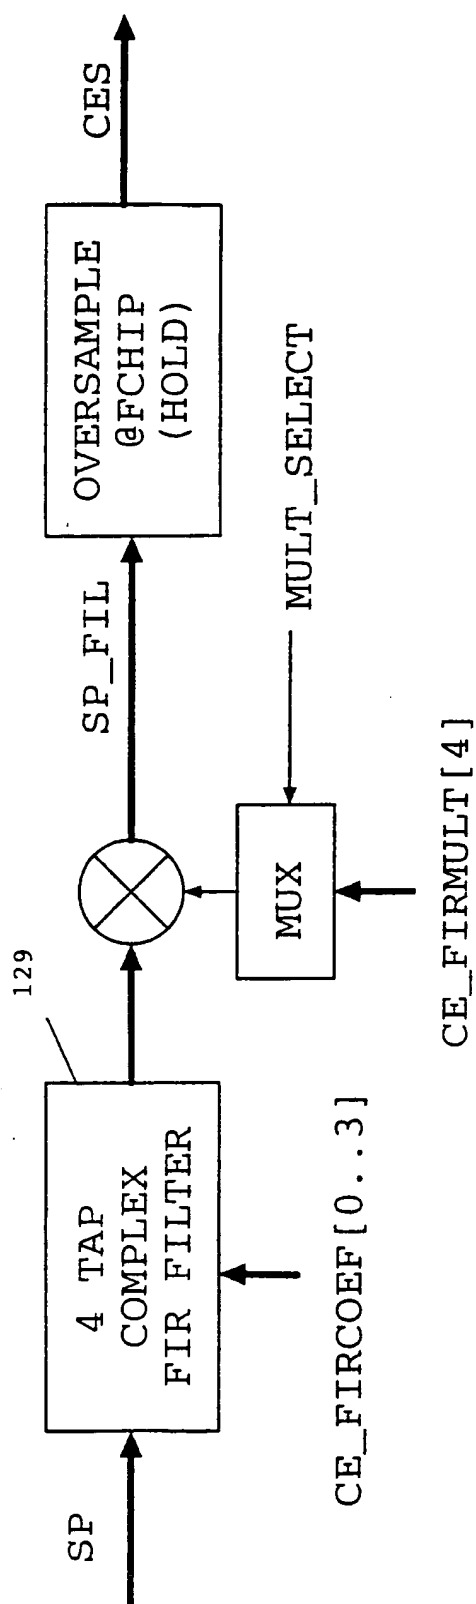 SP
4 TAP
COMPLEX
FIR FILTER
129
CE_FIRCOEF[0..3]
MUX
CE_FIRMULT[4]
MULT_SELECT
SP_FIL
OVERSAMPLE
@FCHIP
(HOLD)
CES